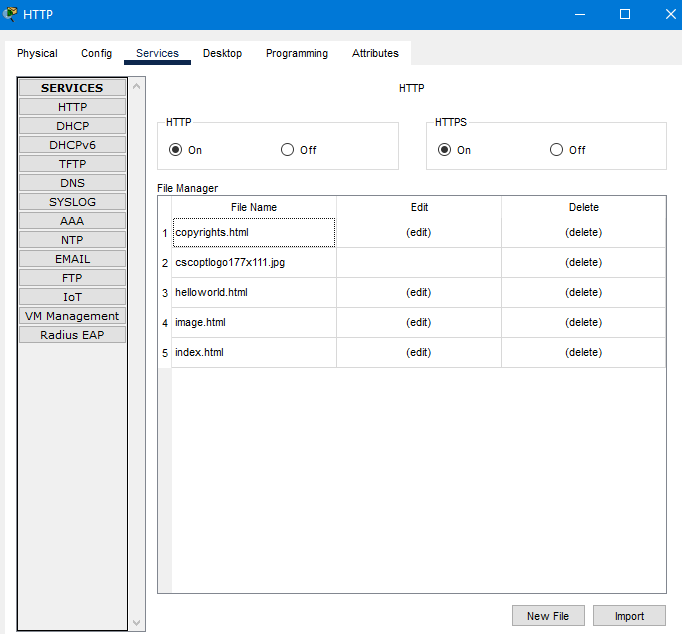 HTTP
Physical Config Services Desktop Programming Attributes
SERVICES
HTTP
DHCP
DHCPv6
TFTP
DNS
SYSLOG
AAA
NTP
EMAIL
FTP
IoT
VM Management
Radius EAP
HTTP
HTTP
On Off
HTTPS
On Off
File Manager
File Name Edit Delete
1 copyrights.html (edit) (delete)
2 cscoptlogo177x111.jpg (delete)
3 helloworld.html (edit) (delete)
4 image.html (edit) (delete)
5 index.html (edit) (delete)
New File Import